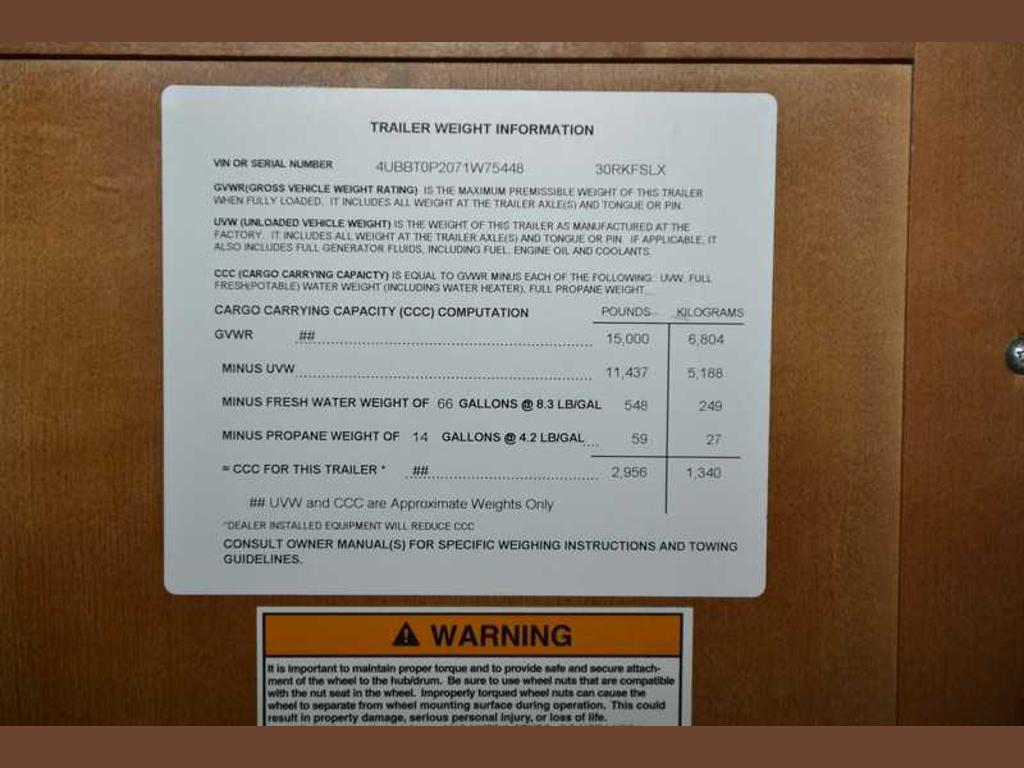 TRAILER WEIGHT INFORMATION
VIN OR SERIAL NUMBER 4UBBT0P2071W75448 30RKFSLX
GVWR(GROSS VEHICLE WEIGHT RATING) IS THE MAXIMUM PREMISSIBLE WEIGHT OF THIS TRAILER
WHEN FULLY LOADED. IT INCLUDES ALL WEIGHT AT THE TRAILER AXLE(S) AND TONGUE OR PIN.
UVW (UNLOADED VEHICLE WEIGHT) IS THE WEIGHT OF THIS TRAILER AS MANUFACTURED AT THE
FACTORY. IT INCLUDES ALL WEIGHT AT THE TRAILER AXLE(S) AND TONGUE OR PIN. IF APPLICABLE, IT
ALSO INCLUDES FULL GENERATOR FLUIDS, INCLUDING FUEL, ENGINE OIL AND COOLANTS.
CCC (CARGO CARRYING CAPAICTY) IS EQUAL TO GVWR MINUS EACH OF THE FOLLOWING: UVW, FULL
FRESH(POTABLE) WATER WEIGHT (INCLUDING WATER HEATER), FULL PROPANE WEIGHT...
CARGO CARRYING CAPACITY (CCC) COMPUTATION POUNDS KILOGRAMS
GVWR ## 15,000 6,804
MINUS UVW 11,437 5,188
MINUS FRESH WATER WEIGHT OF 66 GALLONS @ 8.3 LB/GAL 548 249
MINUS PROPANE WEIGHT OF 14 GALLONS @ 4.2 LB/GAL 59 27
= CCC FOR THIS TRAILER * ## 2,956 1,340
## UVW and CCC are Approximate Weights Only
*DEALER INSTALLED EQUIPMENT WILL REDUCE CCC
CONSULT OWNER MANUAL(S) FOR SPECIFIC WEIGHING INSTRUCTIONS AND TOWING
GUIDELINES.
WARNING
It is important to maintain proper torque and to provide safe and secure attach-
ment of the wheel to the hub/drum. Be sure to use wheel nuts that are compatible
with the nut seat in the wheel. Improperly torqued wheel nuts can cause the
wheel to separate from wheel mounting surface during operation. This could
result in property damage, serious personal injury, or loss of life.